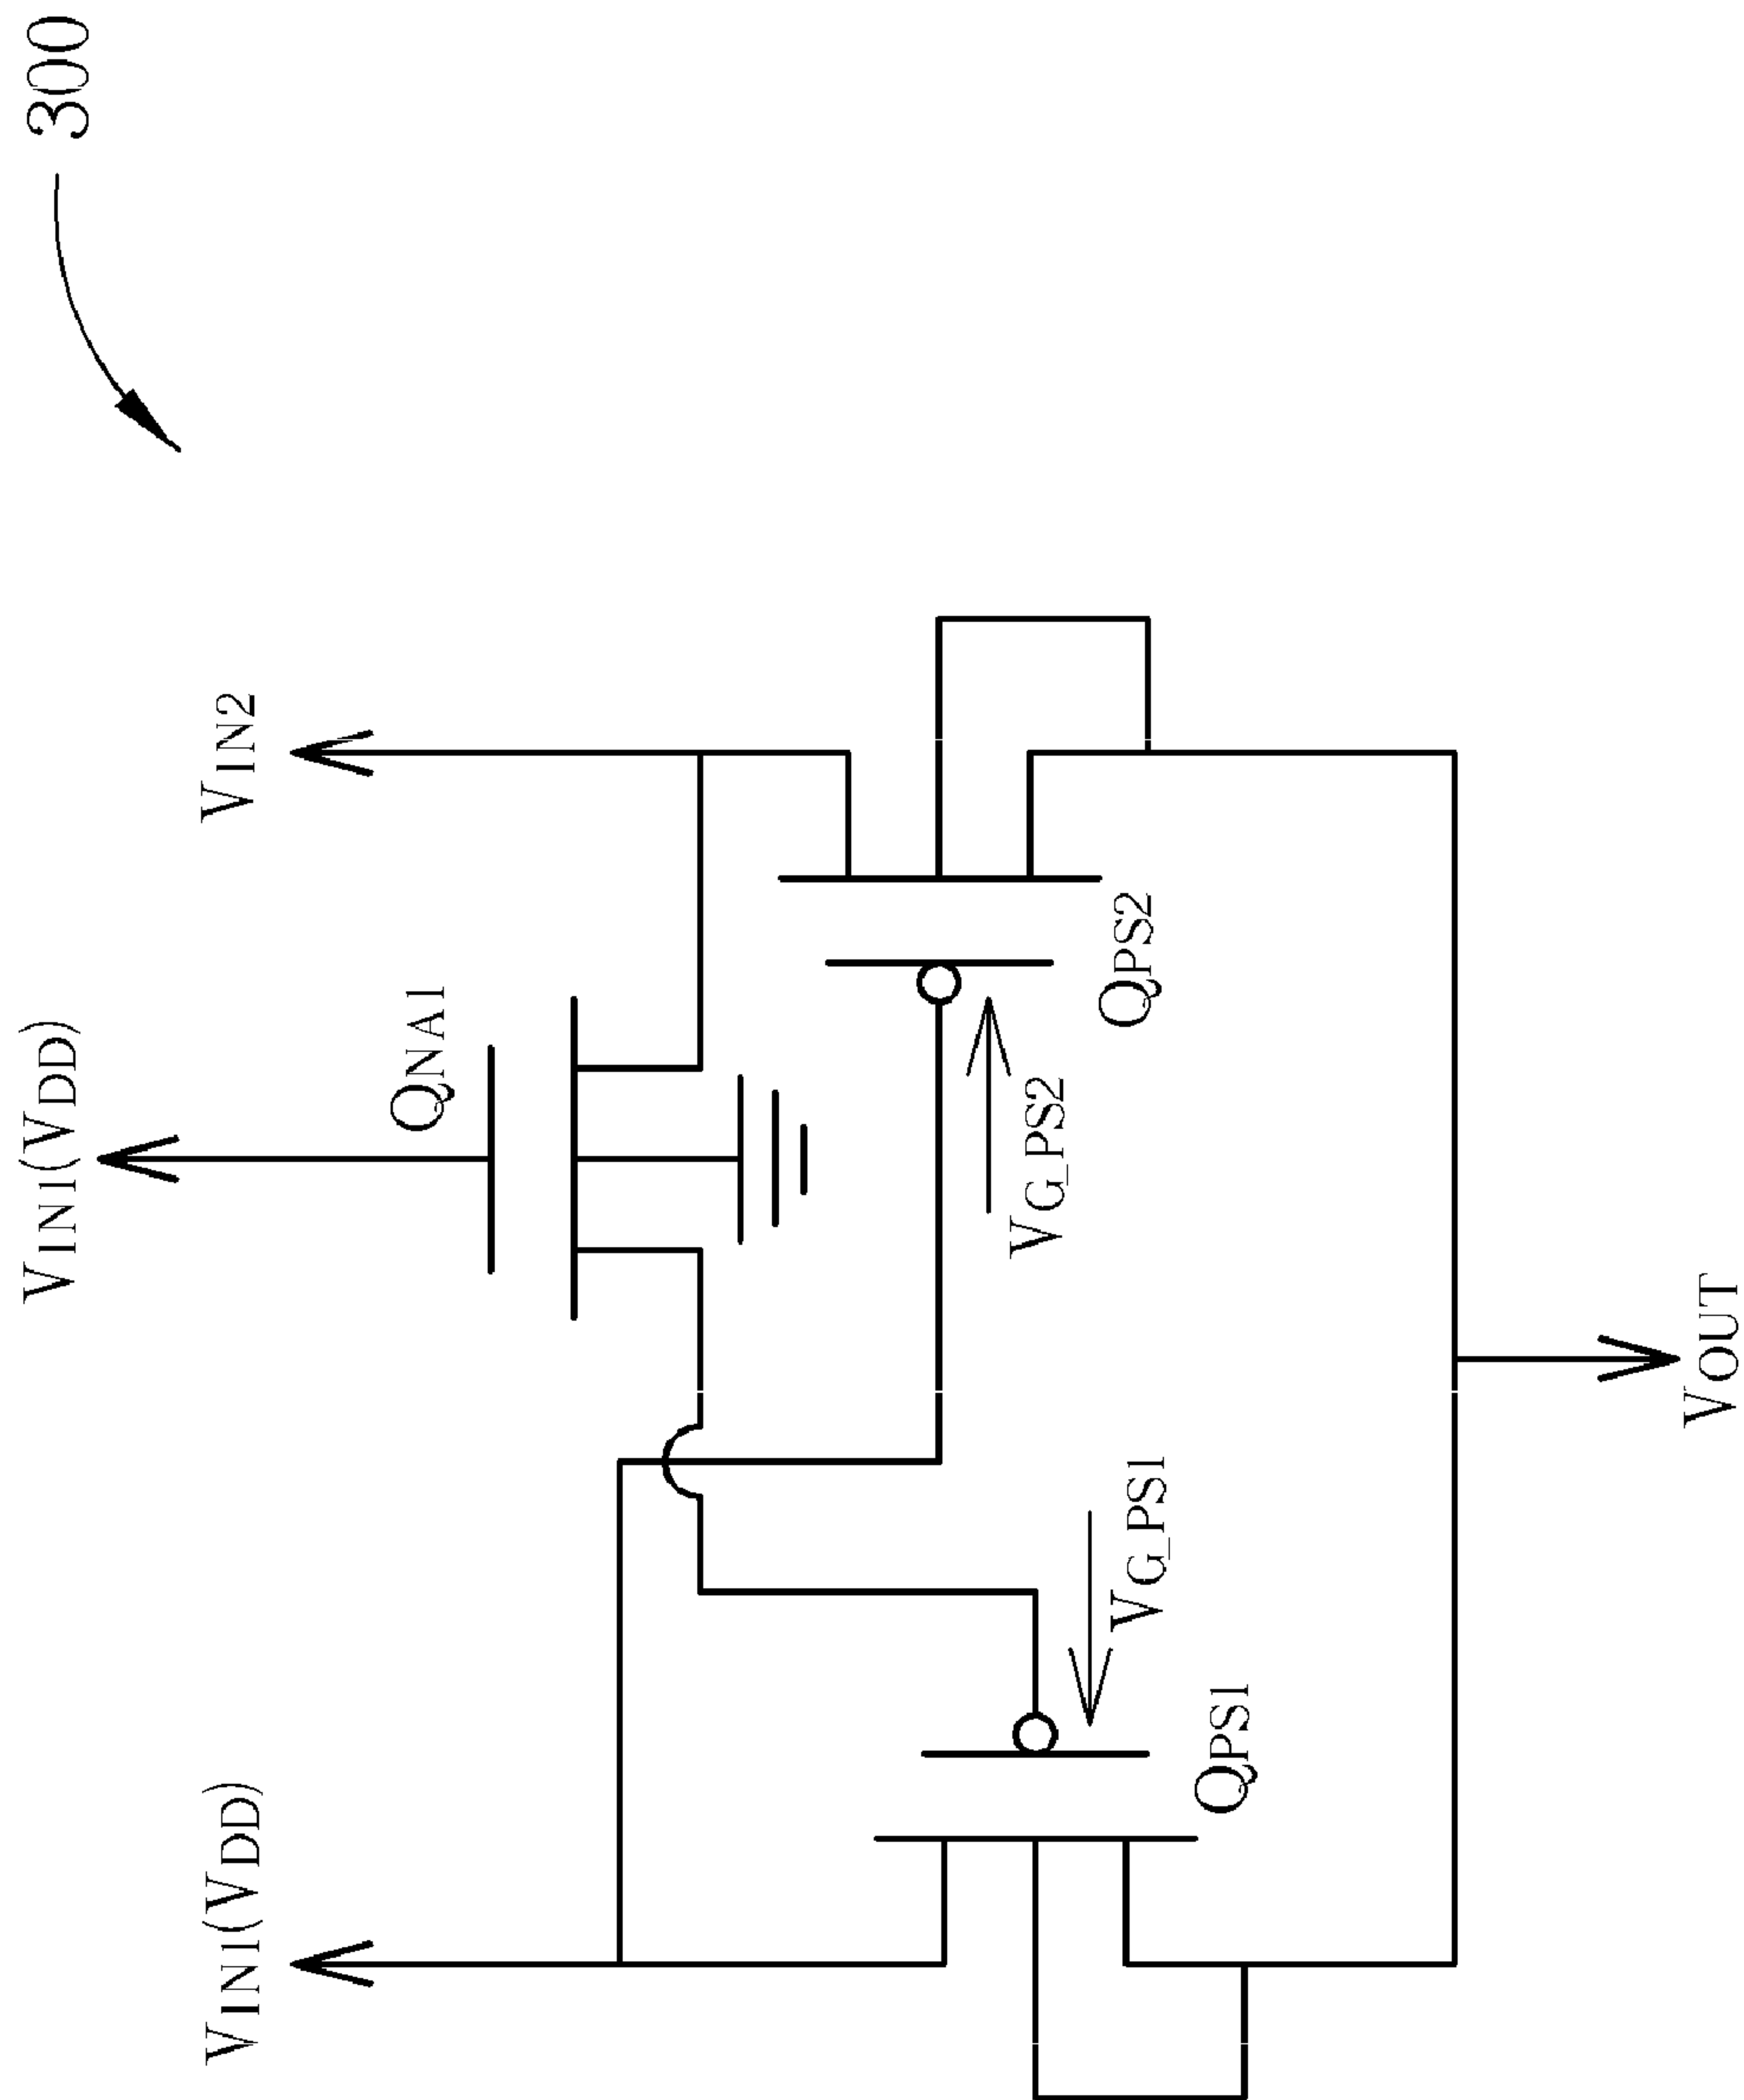 300
VIN1(VDD)
VIN1(VDD)
VIN2
QNA1
QPS1
QPS2
VG_PS1
VG_PS2
VOUT